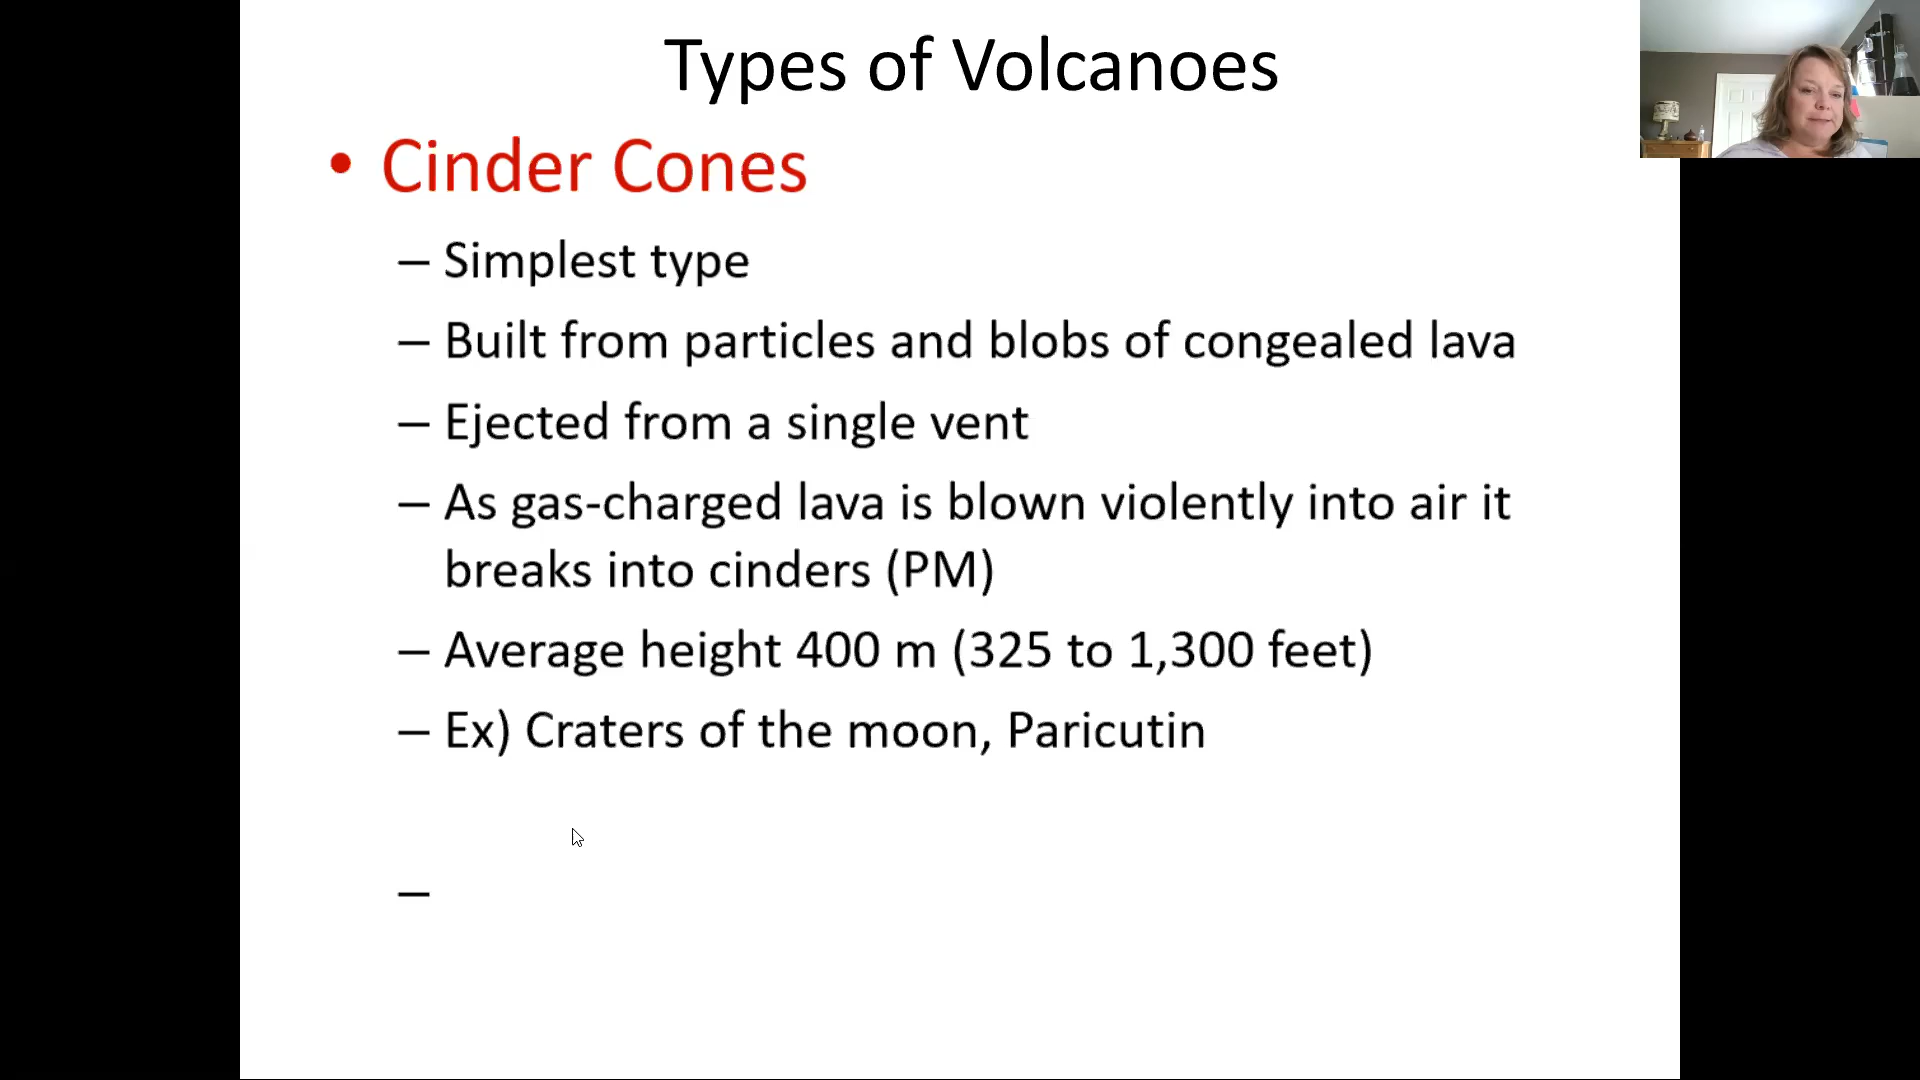 Types of Volcanoes
• Cinder Cones
– Simplest type
– Built from particles and blobs of congealed lava
– Ejected from a single vent
– As gas-charged lava is blown violently into air it
breaks into cinders (PM)
– Average height 400 m (325 to 1,300 feet)
– Ex) Craters of the moon, Paricutin
–